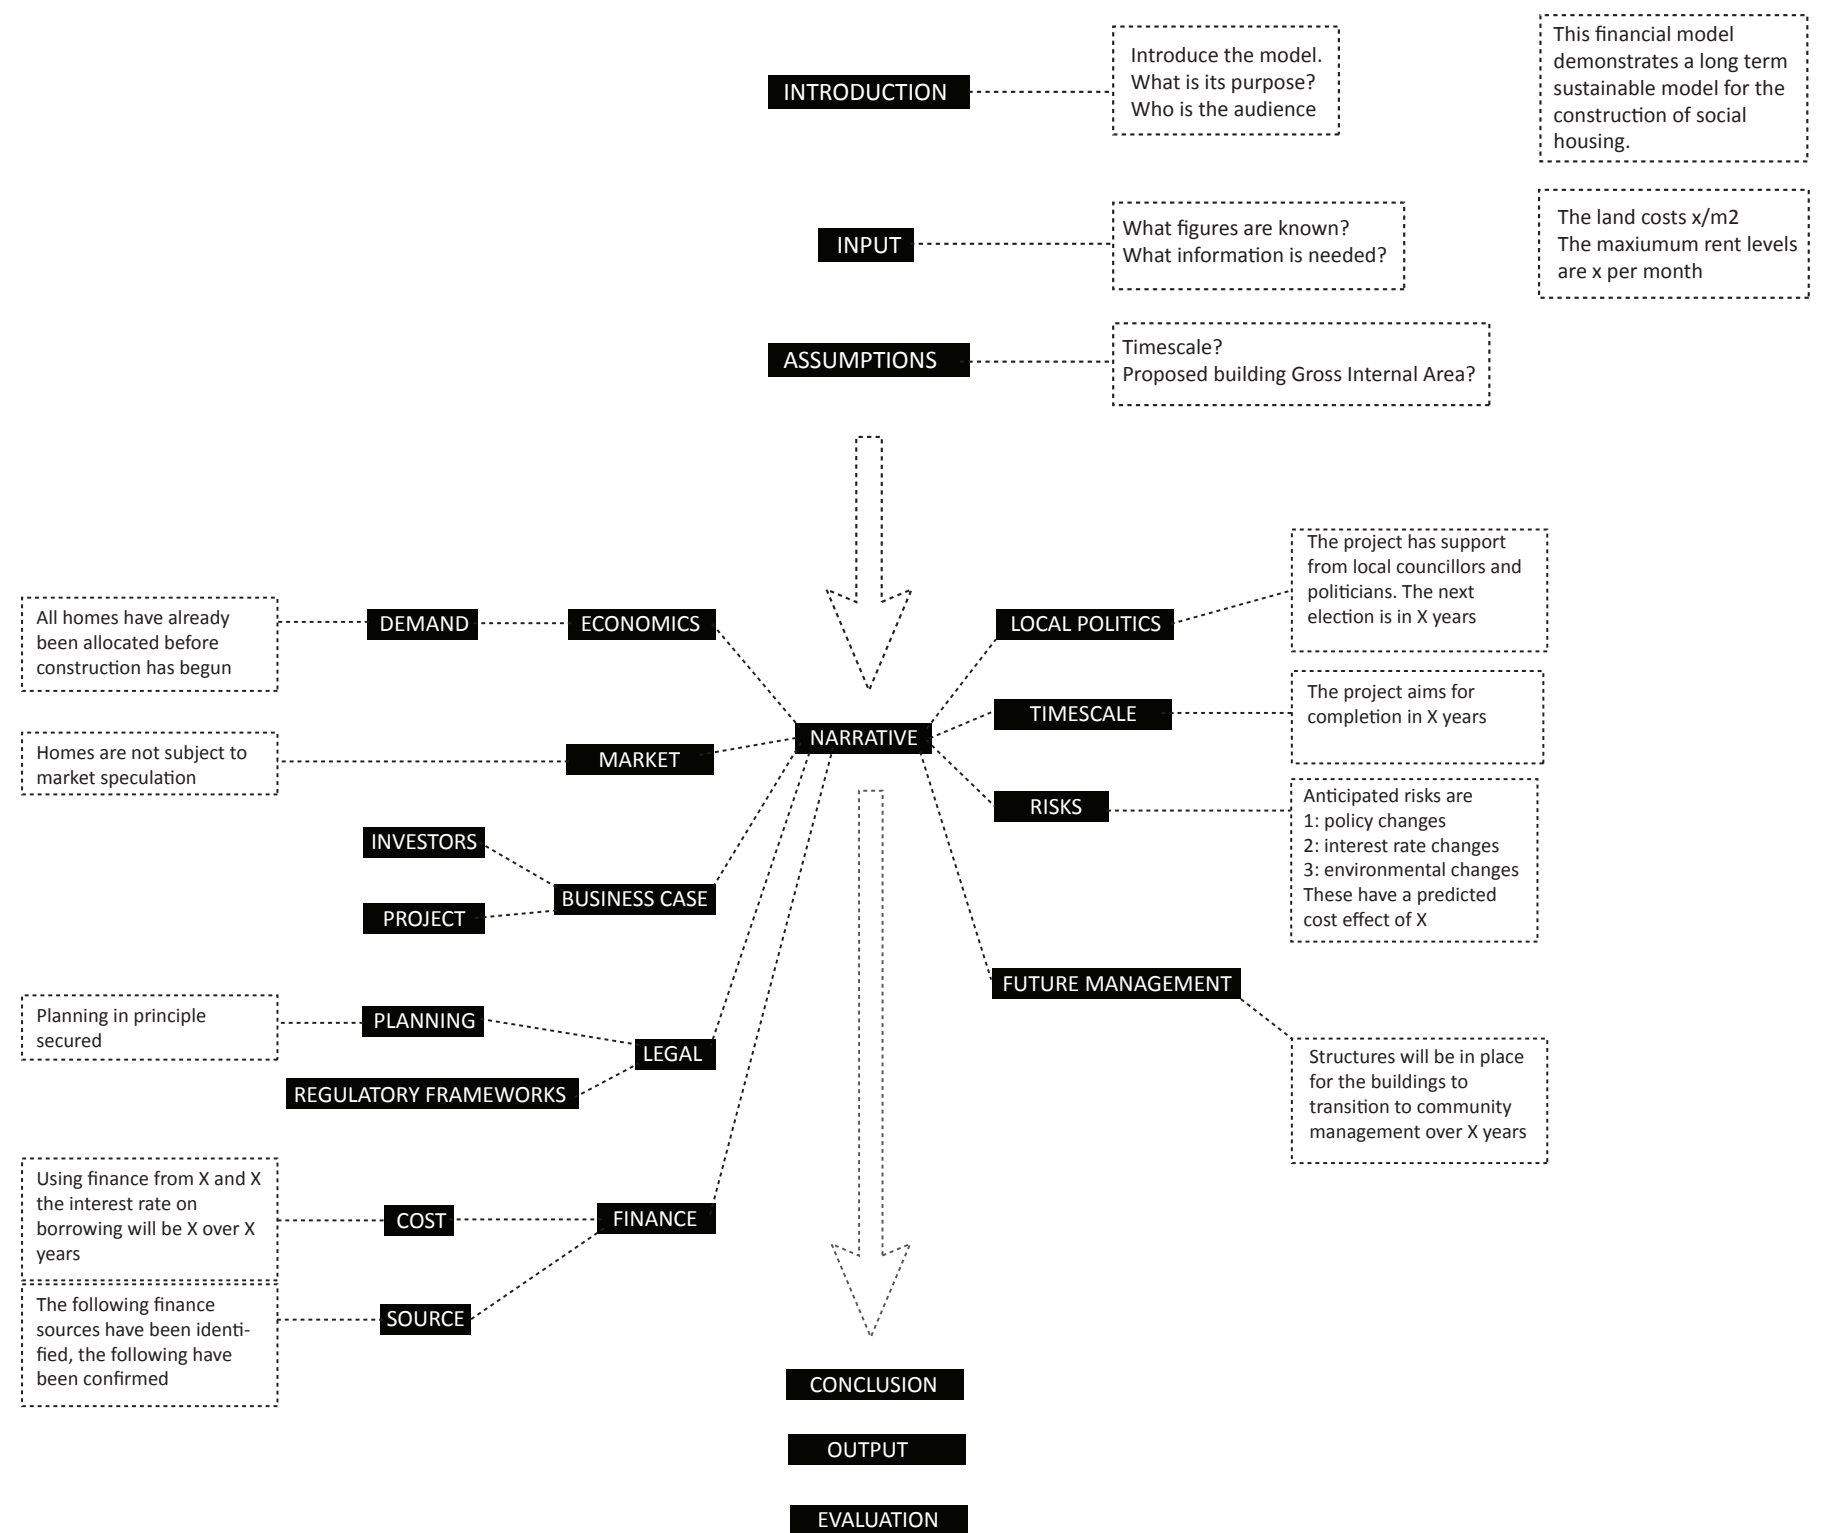 INTRODUCTION
Introduce the model.
What is its purpose?
Who is the audience
This financial model
demonstrates a long term
sustainable model for the
construction of social
housing.
INPUT
What figures are known?
What information is needed?
The land costs x/m2
The maxiumum rent levels
are x per month
ASSUMPTIONS
Timescale?
Proposed building Gross Internal Area?
All homes have already
been allocated before
construction has begun
DEMAND
ECONOMICS
LOCAL POLITICS
The project has support
from local councillors and
politicians. The next
election is in X years
Homes are not subject to
market speculation
MARKET
NARRATIVE
TIMESCALE
The project aims for
completion in X years
RISKS
Anticipated risks are
1: policy changes
2: interest rate changes
3: environmental changes
These have a predicted
cost effect of X
INVESTORS
PROJECT
BUSINESS CASE
FUTURE MANAGEMENT
Structures will be in place
for the buildings to
transition to community
management over X years
Planning in principle
secured
PLANNING
LEGAL
REGULATORY FRAMEWORKS
Using finance from X and X
the interest rate on
borrowing will be X over X
years
COST
FINANCE
The following finance
sources have been identi-
fied, the following have
been confirmed
SOURCE
CONCLUSION
OUTPUT
EVALUATION